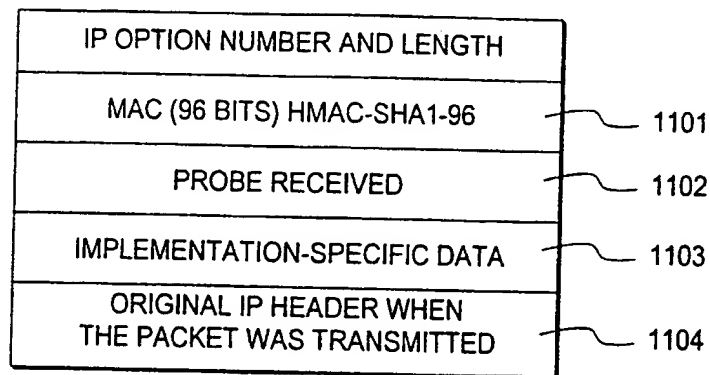 IP OPTION NUMBER AND LENGTH
MAC (96 BITS) HMAC-SHA1-96
1101
PROBE RECEIVED
1102
IMPLEMENTATION-SPECIFIC DATA
1103
ORIGINAL IP HEADER WHEN
THE PACKET WAS TRANSMITTED
1104